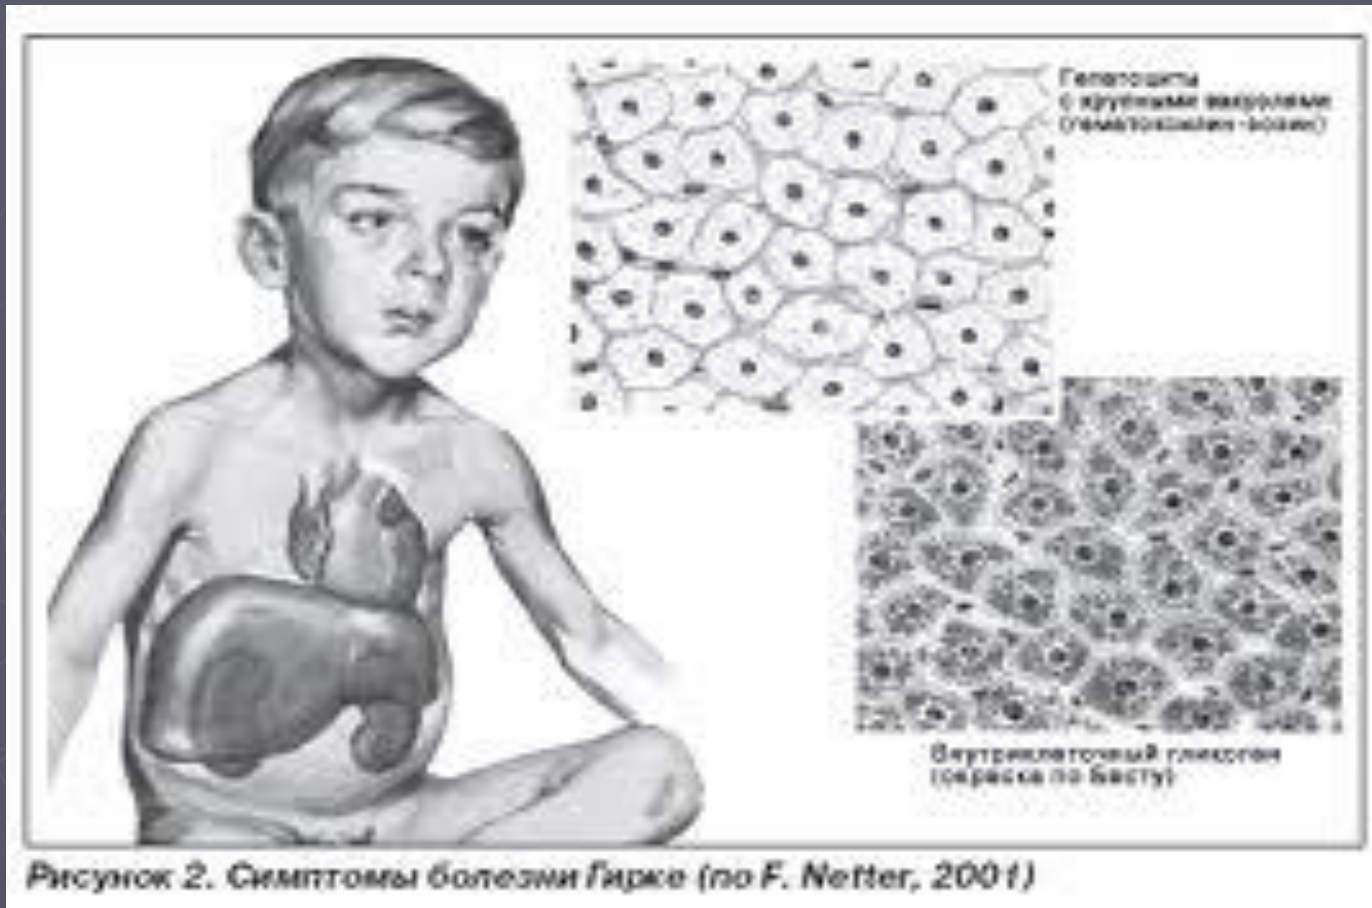 Гепатоциты
с крупными вакуолями
(гематоксилин-эозин)
Внутриклеточный гликоген
(окраска по Бесту)
Рисунок 2. Симптомы болезни Гирке (по F. Netter, 2001)